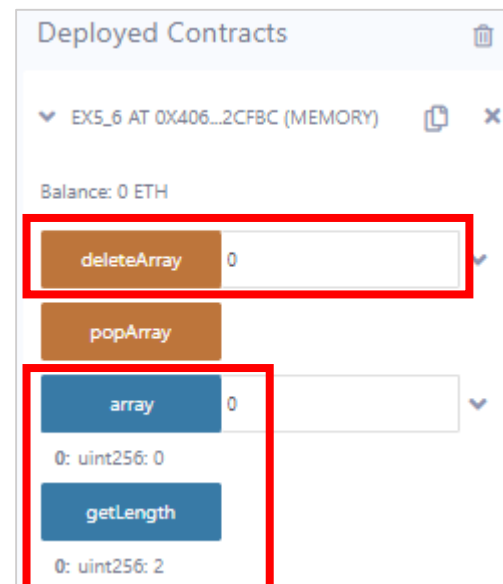 Deployed Contracts
EX5_6 AT 0X406...2CFBC (MEMORY)
Balance: 0 ETH
deleteArray 0
popArray
array 0
0: uint256: 0
getLength
0: uint256: 2